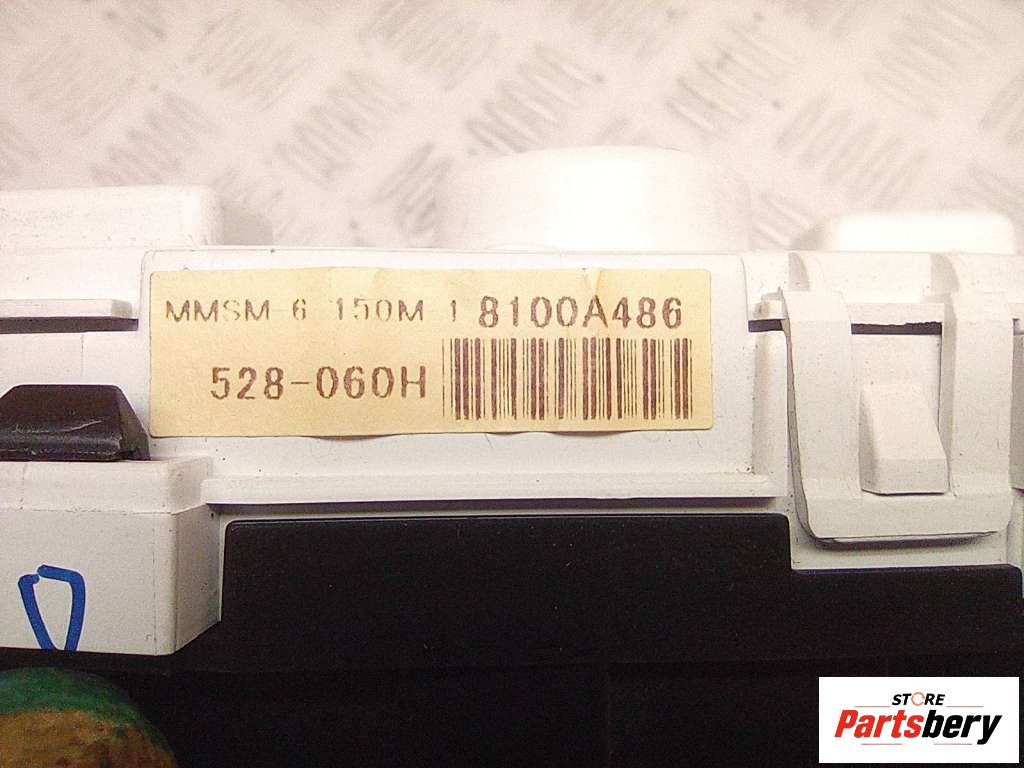 MMSM 6 150M 1 8100A486
528-060H
STORE
Partsbery